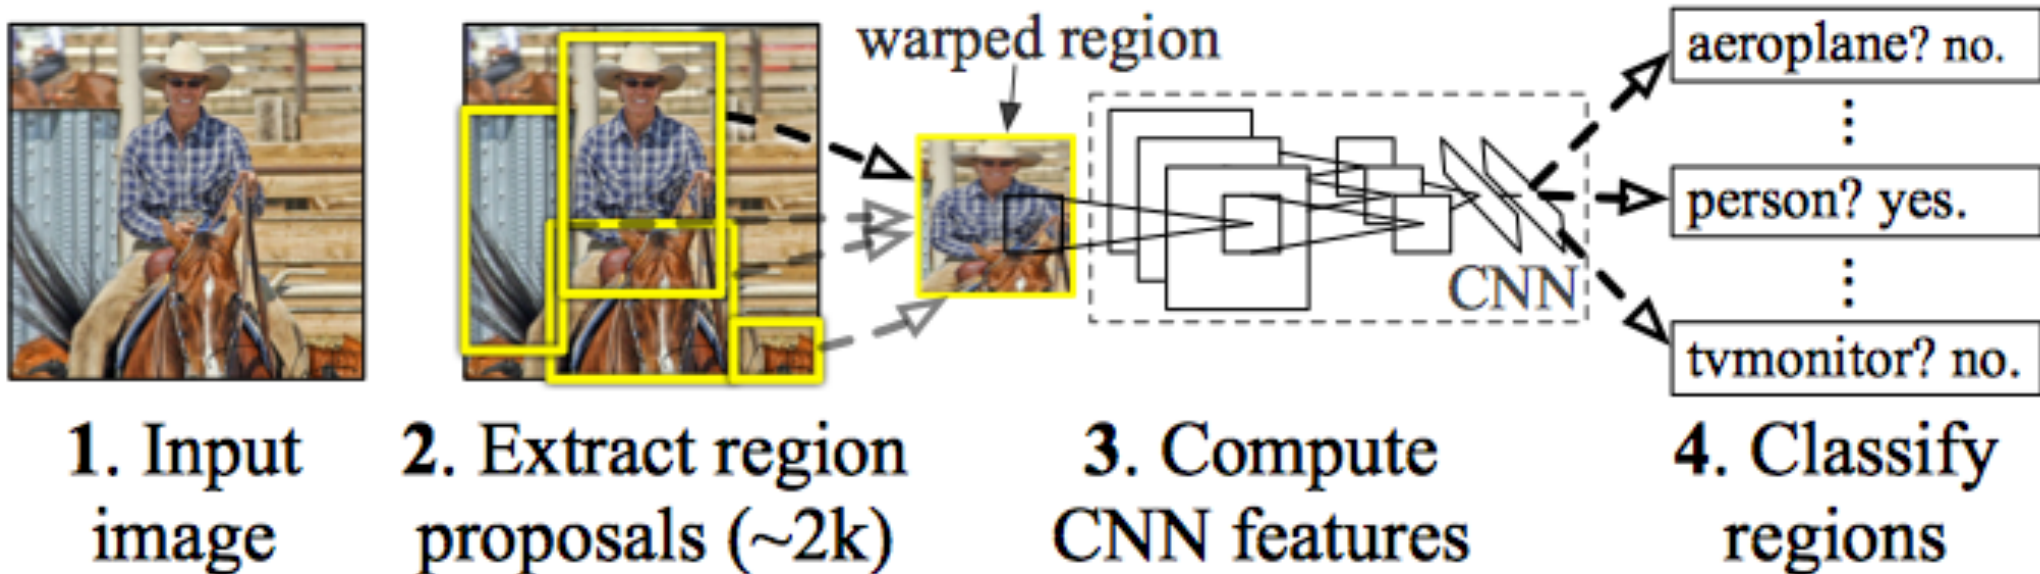 warped region
aeroplane? no.
person? yes.
CNN
tvmonitor? no.
1. Input
image
2. Extract region
proposals (~2k)
3. Compute
CNN features
4. Classify
regions